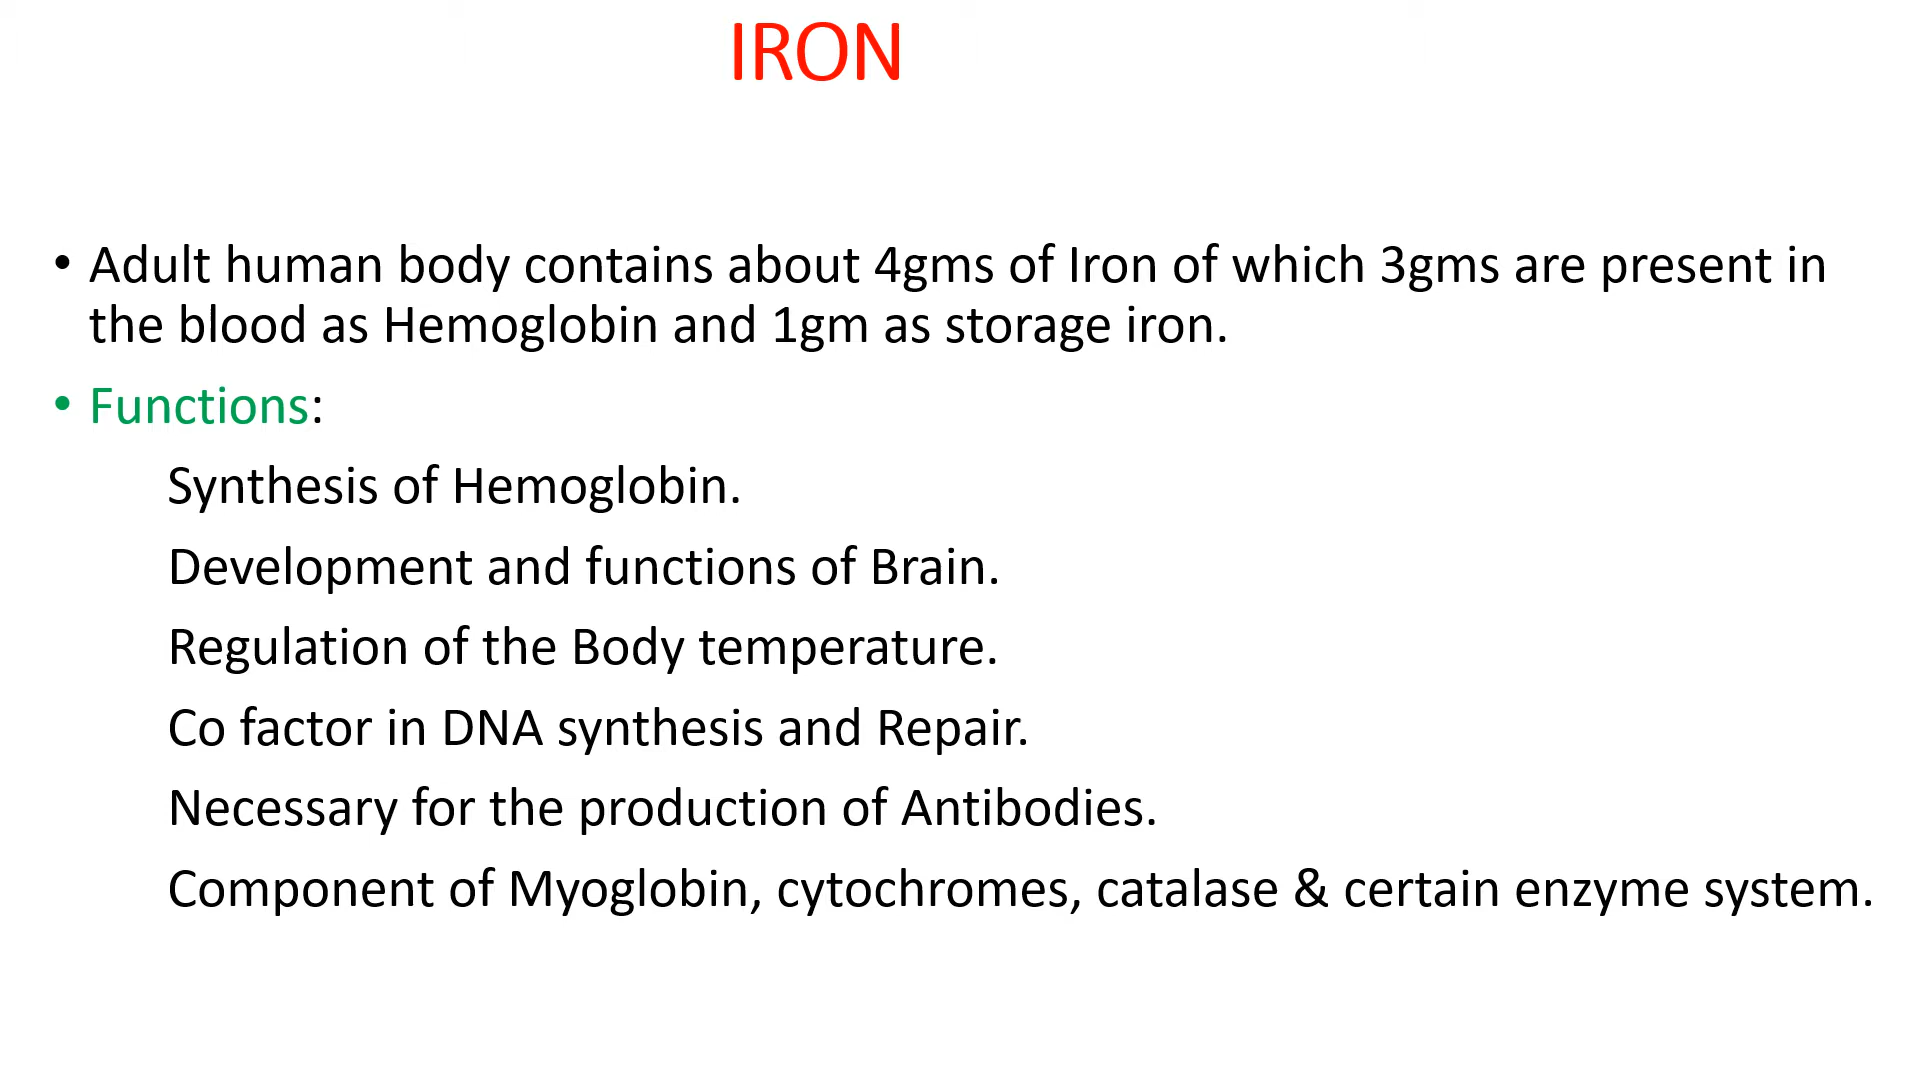 IRON
• Adult human body contains about 4gms of Iron of which 3gms are present in
the blood as Hemoglobin and 1gm as storage iron.
• Functions:
Synthesis of Hemoglobin.
Development and functions of Brain.
Regulation of the Body temperature.
Co factor in DNA synthesis and Repair.
Necessary for the production of Antibodies.
Component of Myoglobin, cytochromes, catalase & certain enzyme system.